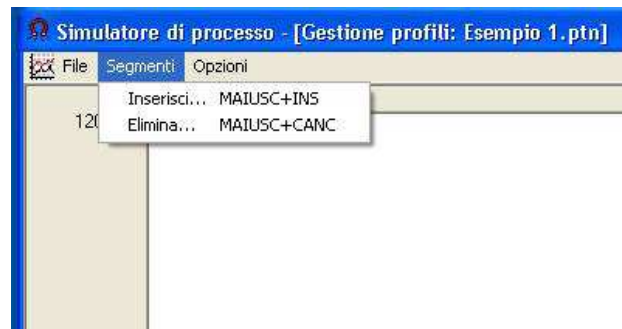 Simulatore di processo - [Gestione profili: Esempio 1.ptn]
File Segmenti Opzioni
Inserisci... MAIUSC+INS
Elimina... MAIUSC+CANC